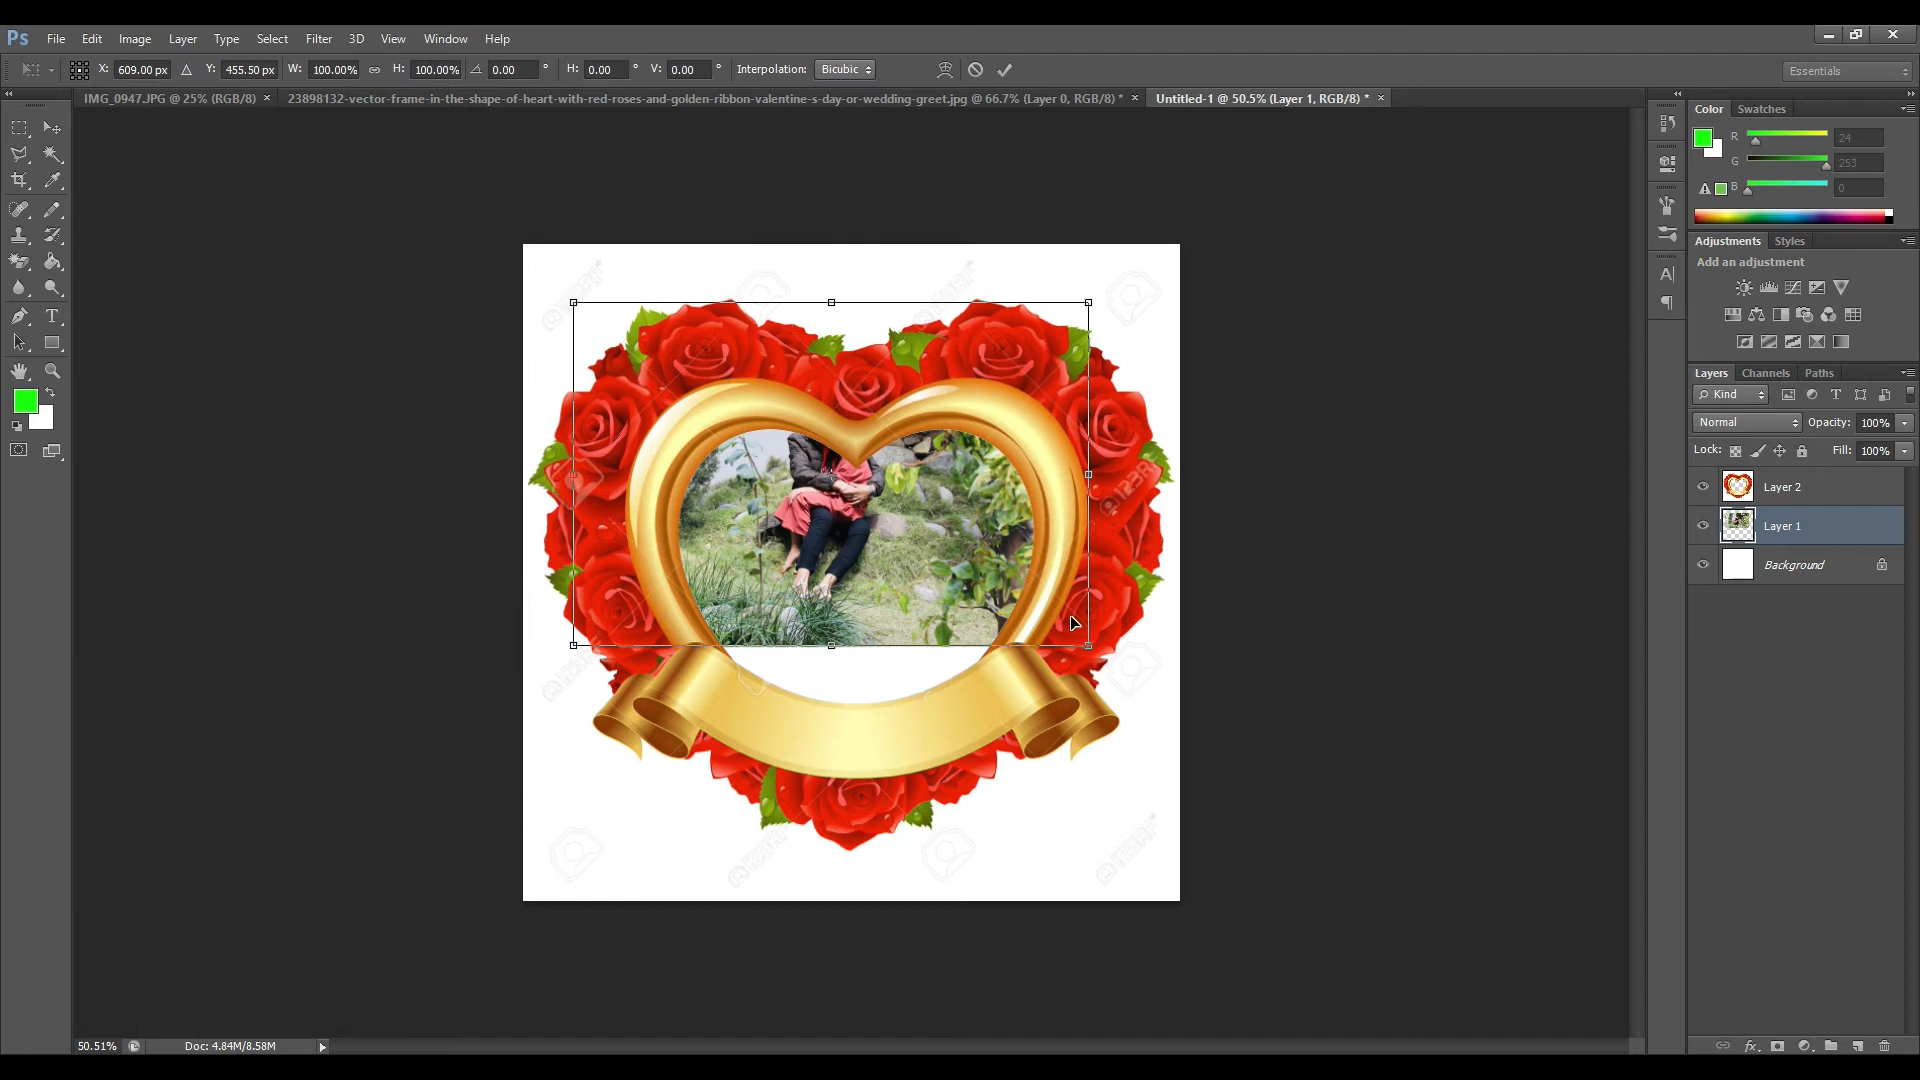 Ps File Edit Image Layer Type Select Filter 3D View Window Help
X: 609.00 px Y: 455.50 px W: 100.00% H: 100.00% 0.00 ° H: 0.00 ° V: 0.00 ° Interpolation: Bicubic Essentials
IMG_0947.JPG @ 25% (RGB/8) × 23898132-vector-frame-in-the-shape-of-heart-with-red-roses-and-golden-ribbon-valentine-s-day-or-wedding-greet.jpg @ 66.7% (Layer 0, RGB/8) * × Untitled-1 @ 50.5% (Layer 1, RGB/8) * ×
Color Swatches
R 24
G 253
B 0
Adjustments Styles
Add an adjustment
Layers Channels Paths
Kind
Normal Opacity: 100%
Lock: Fill: 100%
Layer 2
Layer 1
Background
50.51% Doc: 4.84M/8.58M